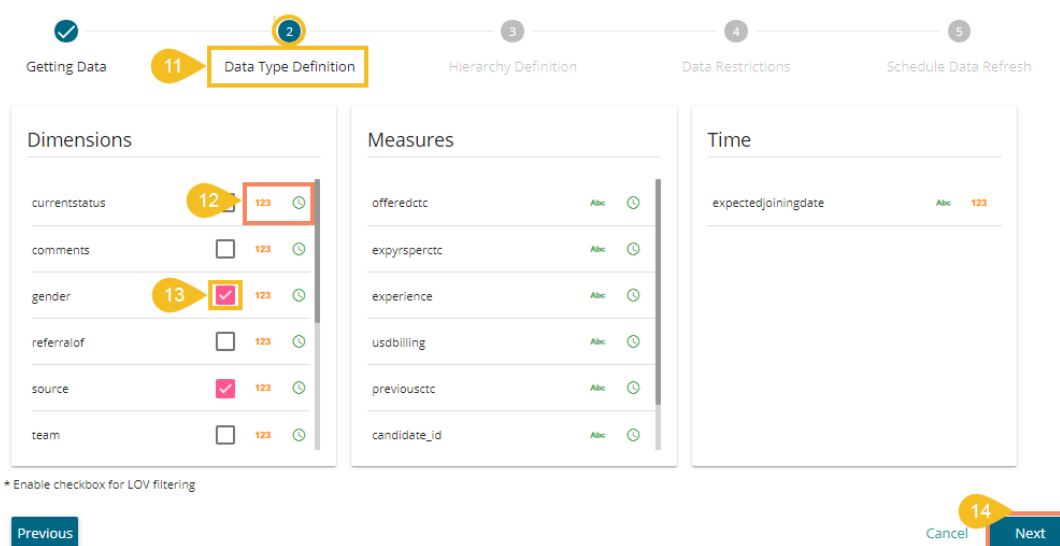 2 3 4 5
Getting Data 11 Data Type Definition Hierarchy Definition Data Restrictions Schedule Data Refresh
Dimensions
currentstatus 12 123
comments 123
gender 13 123
referralof 123
source 123
team 123
Measures
offeredctc Abc
expyrsperctc Abc
experience Abc
usdbilling Abc
previousctc Abc
candidate_id Abc
Time
expectedjoiningdate Abc 123
* Enable checkbox for LOV filtering
14
Previous Cancel Next